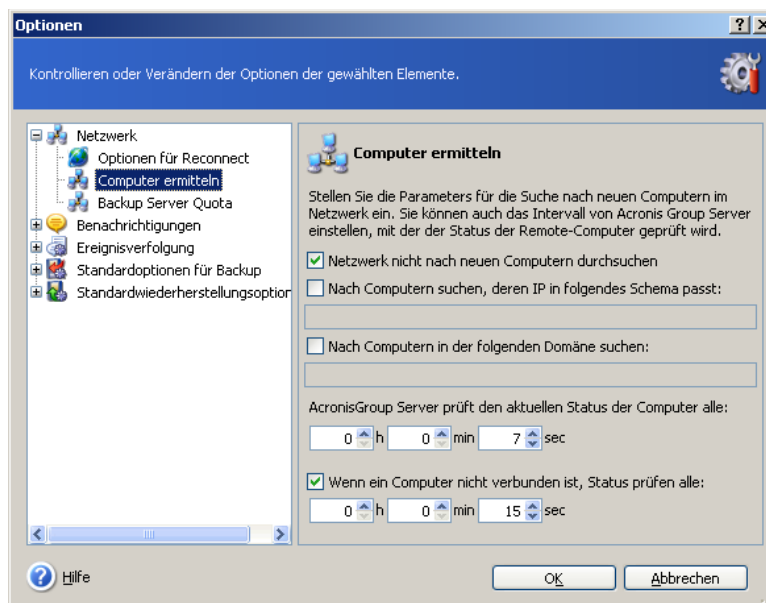 Optionen
Kontrollieren oder Verändern der Optionen der gewählten Elemente.
Netzwerk
Optionen für Reconnect
Computer ermitteln
Backup Server Quota
Benachrichtigungen
Ereignisverfolgung
Standardoptionen für Backup
Standardwiederherstellungsoption
Computer ermitteln
Stellen Sie die Parameters für die Suche nach neuen Computern im
Netzwerk ein. Sie können auch das Intervall von Acronis Group Server
einstellen, mit der der Status der Remote-Computer geprüft wird.
Netzwerk nicht nach neuen Computern durchsuchen
Nach Computern suchen, deren IP in folgendes Schema passt:
Nach Computern in der folgenden Domäne suchen:
AcronisGroup Server prüft den aktuellen Status der Computer alle:
0 h 0 min 7 sec
Wenn ein Computer nicht verbunden ist, Status prüfen alle:
0 h 0 min 15 sec
Hilfe
OK
Abbrechen